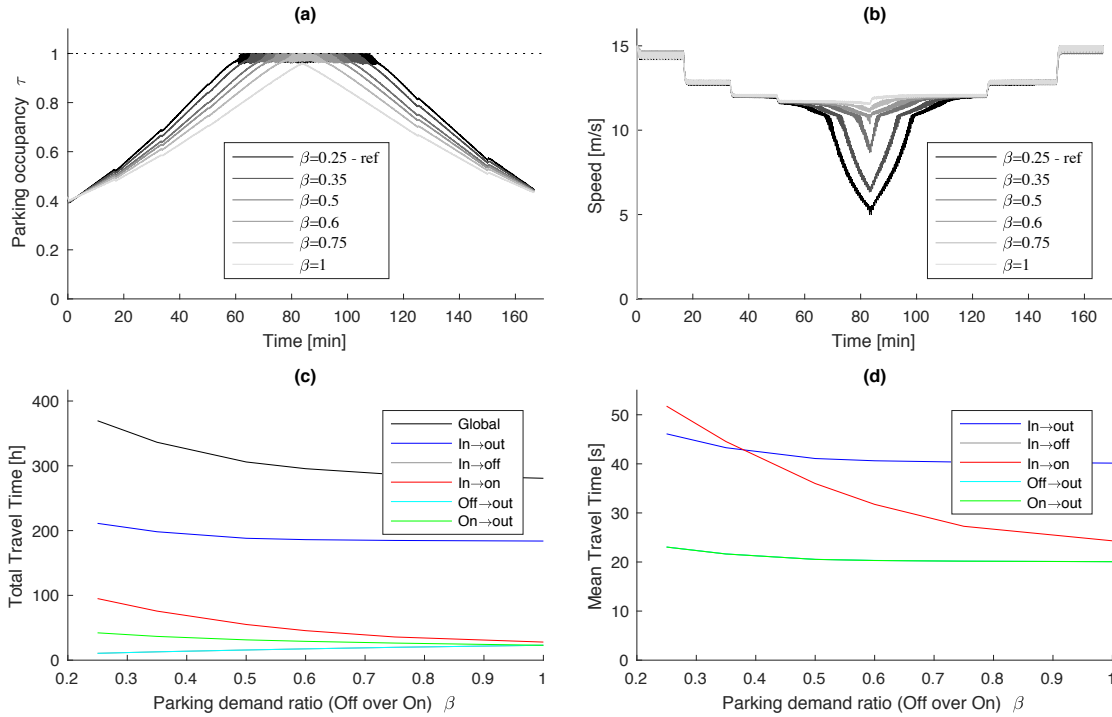 (a)
Parking occupancy τ
1
0.8
0.6
0.4
0.2
0
0 20 40 60 80 100 120 140 160
Time [min]
β=0.25 - ref
β=0.35
β=0.5
β=0.6
β=0.75
β=1
(b)
Speed [m/s]
15
10
5
0
0 20 40 60 80 100 120 140 160
Time [min]
β=0.25 - ref
β=0.35
β=0.5
β=0.6
β=0.75
β=1
(c)
Total Travel Time [h]
400
300
200
100
0
0.2 0.3 0.4 0.5 0.6 0.7 0.8 0.9 1
Parking demand ratio (Off over On) β
Global
In→out
In→off
In→on
Off→out
On→out
(d)
Mean Travel Time [s]
50
40
30
20
10
0
0.2 0.3 0.4 0.5 0.6 0.7 0.8 0.9 1
Parking demand ratio (Off over On) β
In→out
In→off
In→on
Off→out
On→out